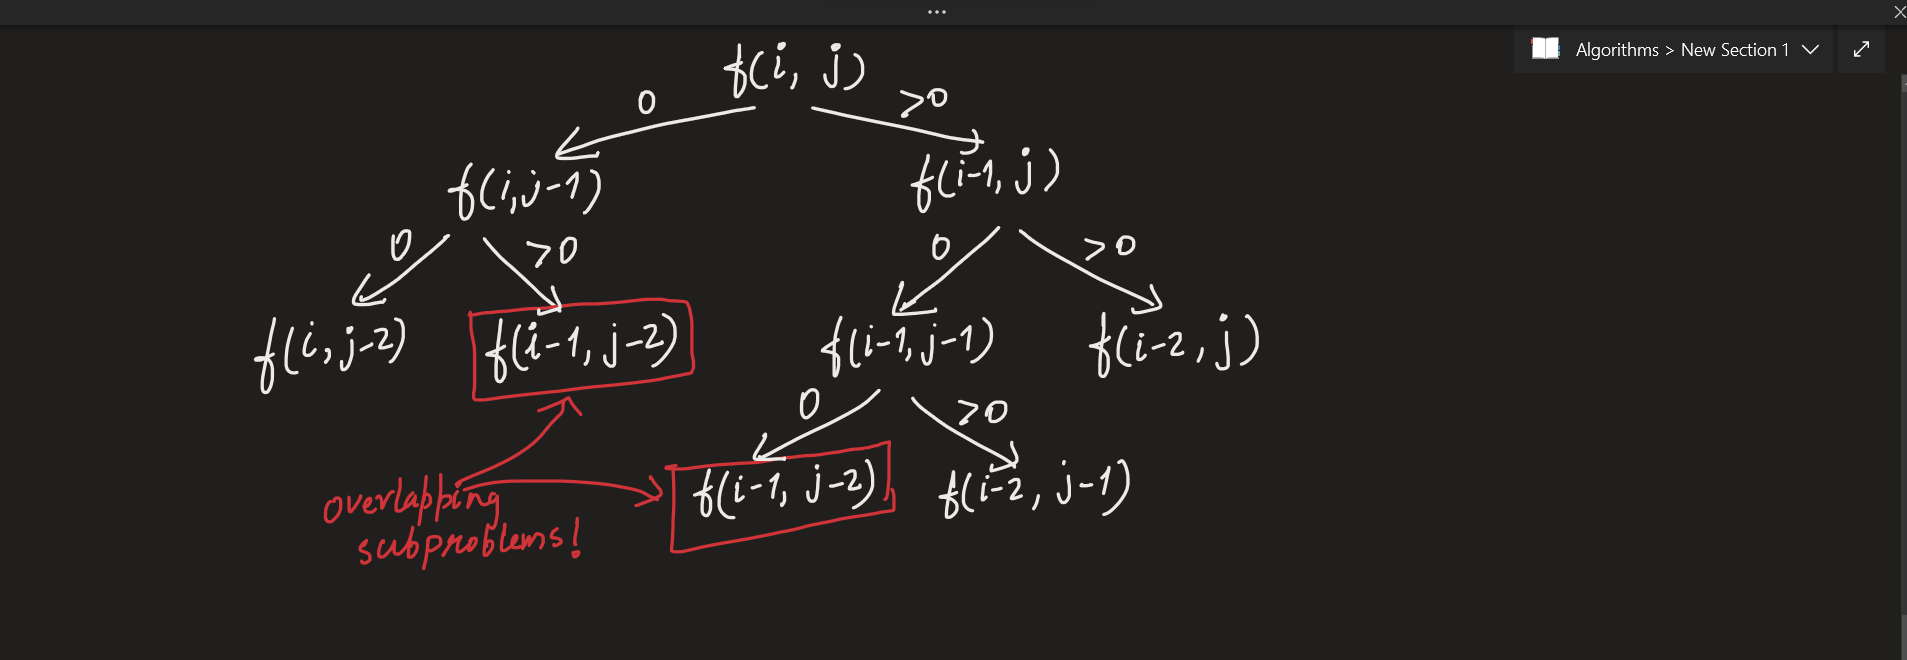 ...
Algorithms > New Section 1
f(i, j)
0
>0
f(i,j-1)
f(i-1, j)
0
>0
0
>0
f(i, j-2)
f(i-1, j-2)
f(i-1, j-1)
f(i-2, j)
0
>0
f(i-1, j-2)
f(i-2, j-1)
overlapping
subproblems!